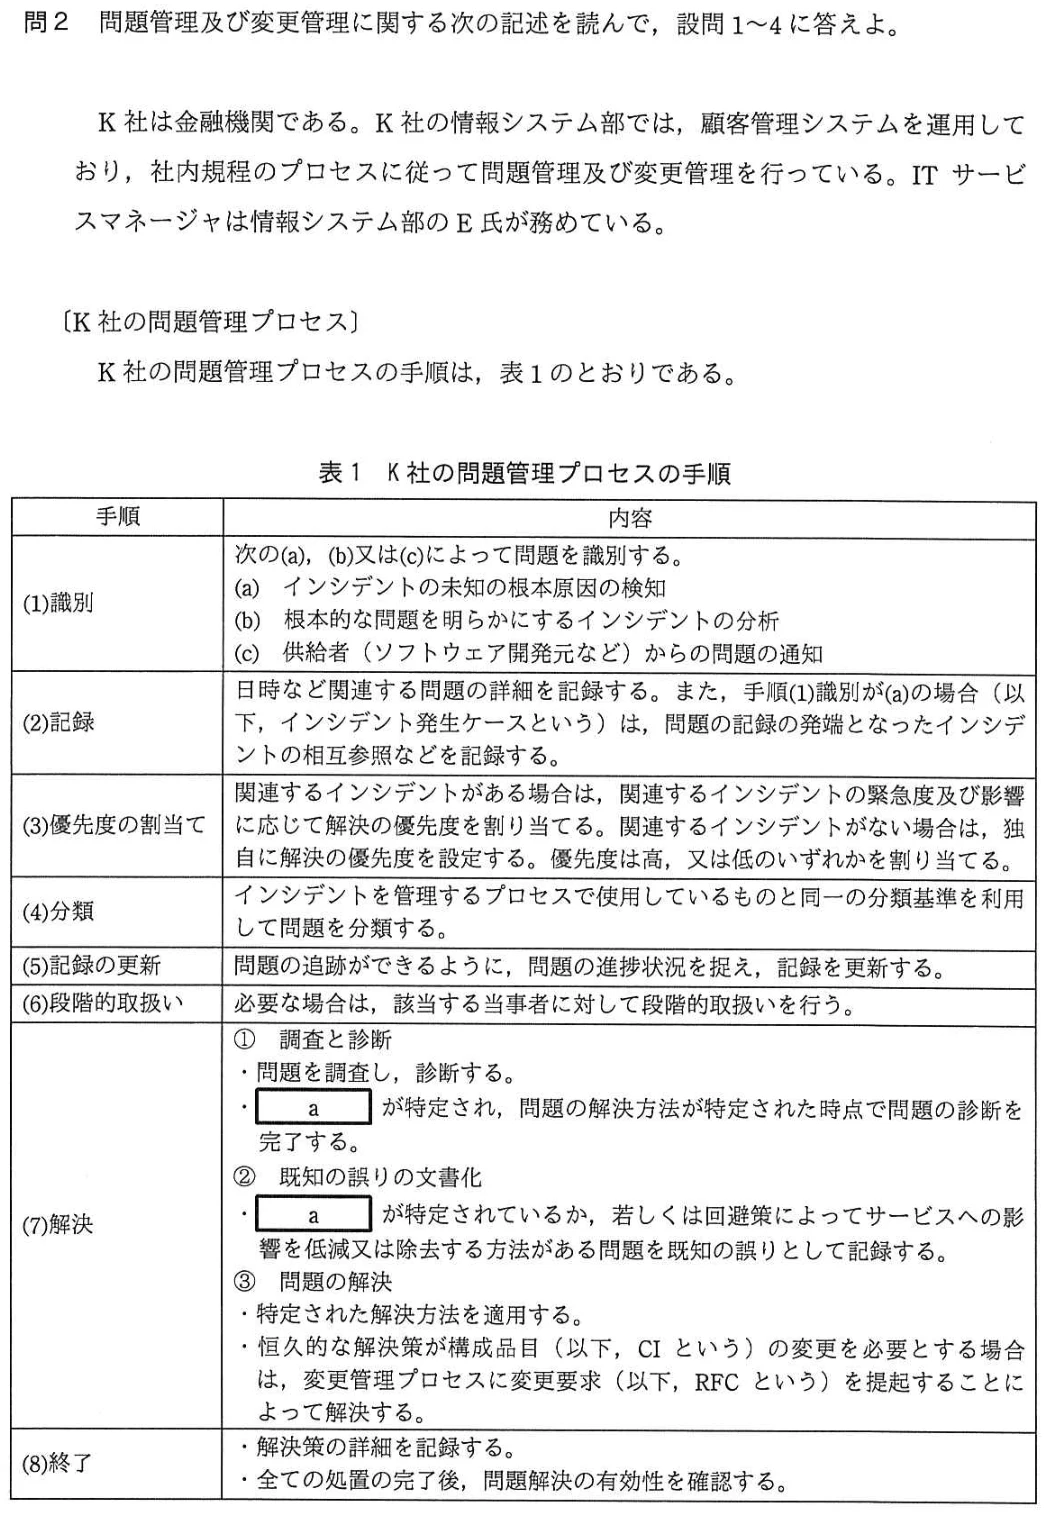 問2 問題管理及び変更管理に関する次の記述を読んで，設問1～4に答えよ。
K社は金融機関である。K社の情報システム部では，顧客管理システムを運用して
おり，社内規程のプロセスに従って問題管理及び変更管理を行っている。IT サービ
スマネージャは情報システム部のE氏が務めている。
〔K社の問題管理プロセス〕
K社の問題管理プロセスの手順は，表1のとおりである。
表1 K社の問題管理プロセスの手順
手順 内容
(1)識別
次の(a)，(b)又は(c)によって問題を識別する。
(a) インシデントの未知の根本原因の検知
(b) 根本的な問題を明らかにするインシデントの分析
(c) 供給者（ソフトウェア開発元など）からの問題の通知
(2)記録
日時など関連する問題の詳細を記録する。また，手順(1)識別が(a)の場合（以
下，インシデント発生ケースという）は，問題の記録の発端となったインシデ
ントの相互参照などを記録する。
(3)優先度の割当て
関連するインシデントがある場合は，関連するインシデントの緊急度及び影響
に応じて解決の優先度を割り当てる。関連するインシデントがない場合は，独
自に解決の優先度を設定する。優先度は高，又は低のいずれかを割り当てる。
(4)分類
インシデントを管理するプロセスで使用しているものと同一の分類基準を利用
して問題を分類する。
(5)記録の更新 問題の追跡ができるように，問題の進捗状況を捉え，記録を更新する。
(6)段階的取扱い 必要な場合は，該当する当事者に対して段階的取扱いを行う。
(7)解決
① 調査と診断
・問題を調査し，診断する。
・ a が特定され，問題の解決方法が特定された時点で問題の診断を
完了する。
② 既知の誤りの文書化
・ a が特定されているか，若しくは回避策によってサービスへの影
響を低減又は除去する方法がある問題を既知の誤りとして記録する。
③ 問題の解決
・特定された解決方法を適用する。
・恒久的な解決策が構成品目（以下，CI という）の変更を必要とする場合
は，変更管理プロセスに変更要求（以下，RFC という）を提起することに
よって解決する。
(8)終了
・解決策の詳細を記録する。
・全ての処置の完了後，問題解決の有効性を確認する。